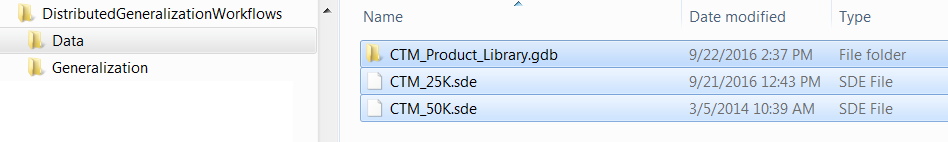 DistributedGeneralizationWorkflows
Data
Generalization
Name Date modified Type
CTM_Product_Library.gdb 9/22/2016 2:37 PM File folder
CTM_25K.sde 9/21/2016 12:43 PM SDE File
CTM_50K.sde 3/5/2014 10:39 AM SDE File